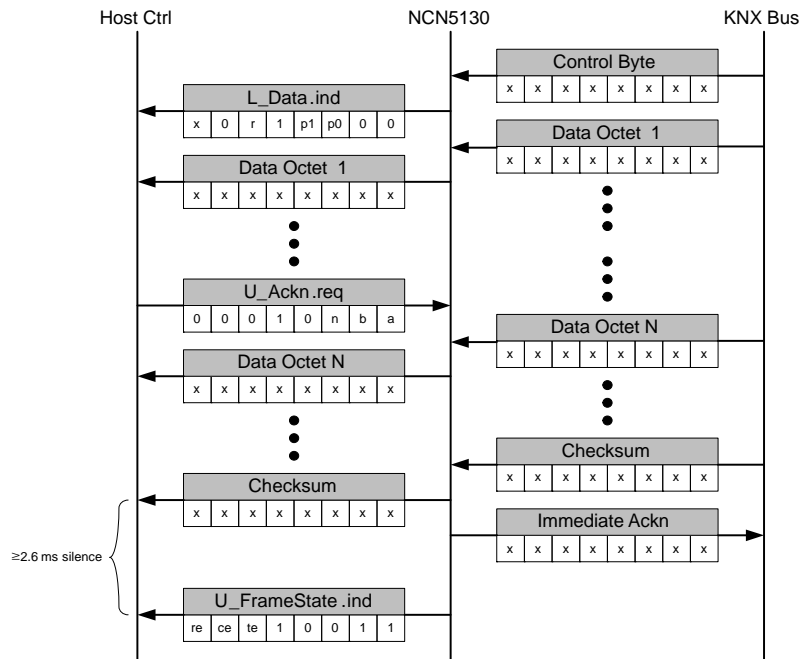 Host Ctrl NCN5130 KNX Bus
Control Byte
x x x x x x x x
L_Data.ind
x 0 r 1 p1 p0 0 0
Data Octet 1
x x x x x x x x
Data Octet 1
x x x x x x x x
U_Ackn.req
0 0 0 1 0 n b a
Data Octet N
x x x x x x x x
Data Octet N
x x x x x x x x
Checksum
x x x x x x x x
Checksum
x x x x x x x x
Immediate Ackn
x x x x x x x x
≥2.6 ms silence
U_FrameState.ind
re ce te 1 0 0 1 1